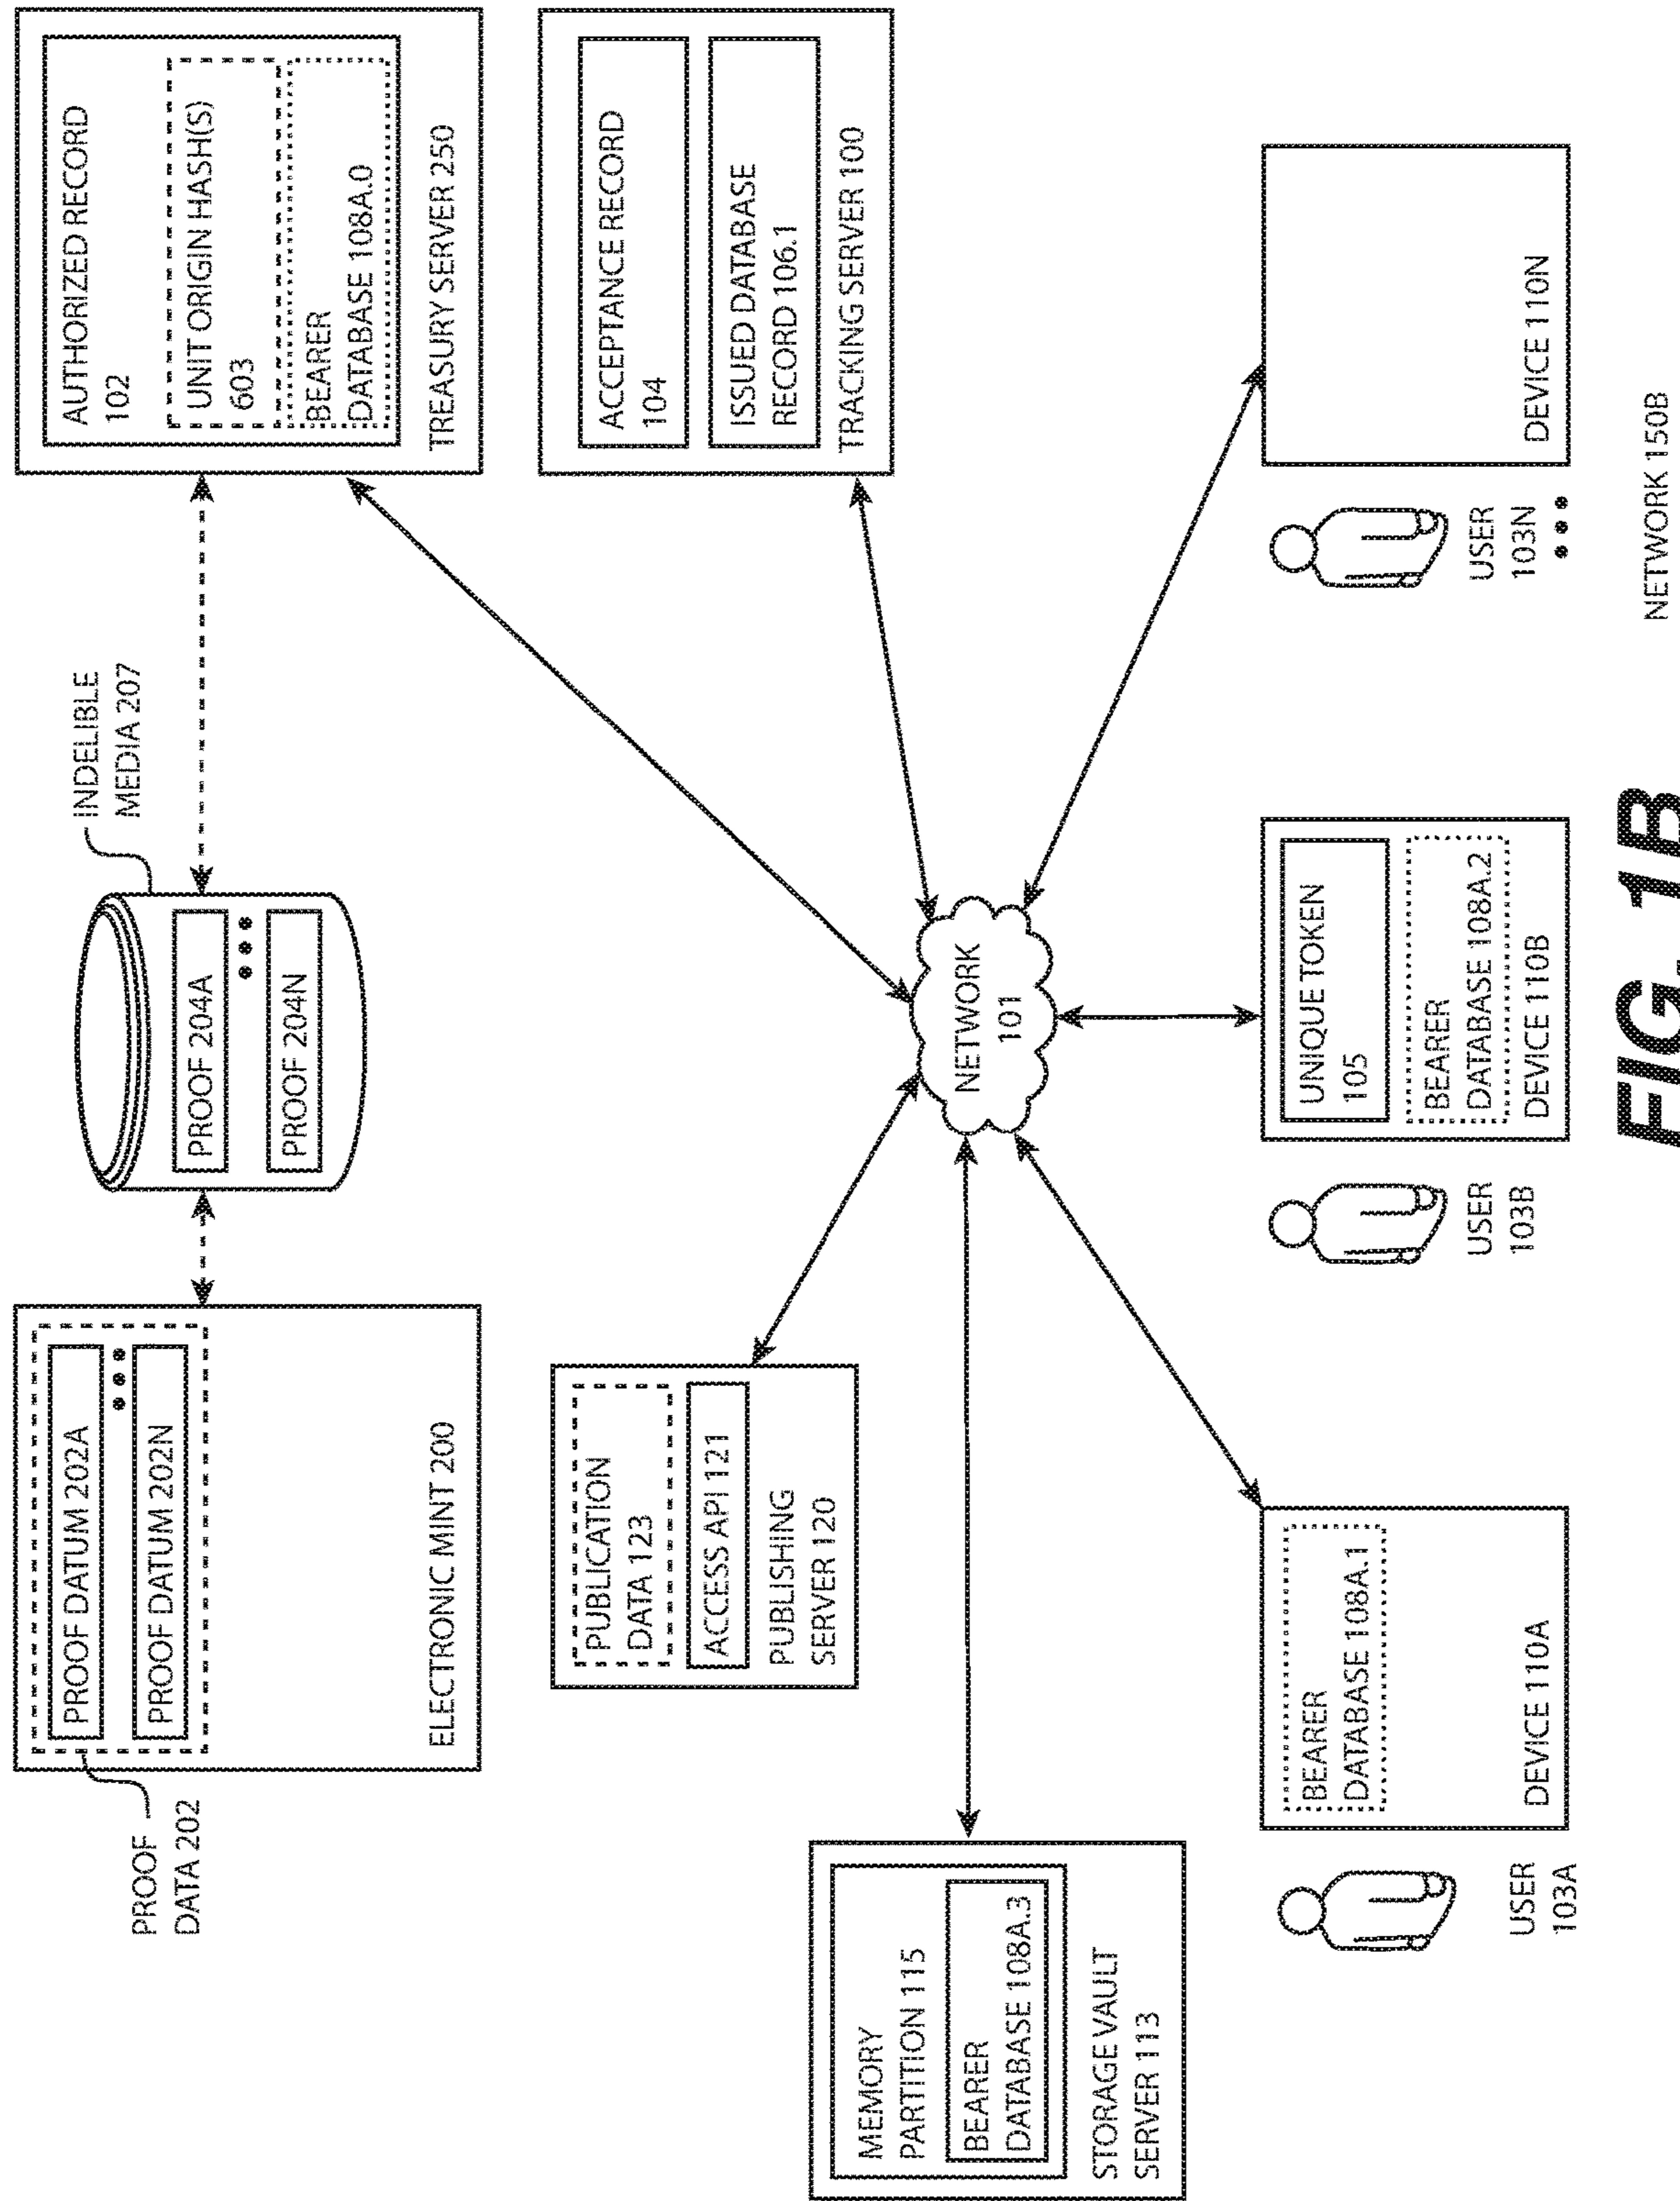 PROOF
DATA 202
PROOF DATUM 202A
PROOF DATUM 202N
ELECTRONIC MINT 200
PROOF 204A
PROOF 204N
INDELIBLE
MEDIA 207
AUTHORIZED RECORD
102
UNIT ORIGIN HASH(S)
603
BEARER
DATABASE 108A.0
TREASURY SERVER 250
PUBLICATION
DATA 123
ACCESS API 121
PUBLISHING
SERVER 120
ACCEPTANCE RECORD
104
ISSUED DATABASE
RECORD 106.1
TRACKING SERVER 100
MEMORY
PARTITION 115
BEARER
DATABASE 108A.3
STORAGE VAULT
SERVER 113
NETWORK
101
USER
103A
BEARER
DATABASE 108A.1
DEVICE 110A
USER
103B
UNIQUE TOKEN
105
BEARER
DATABASE 108A.2
DEVICE 110B
USER
103N
DEVICE 110N
NETWORK 150B
FIG. 1B